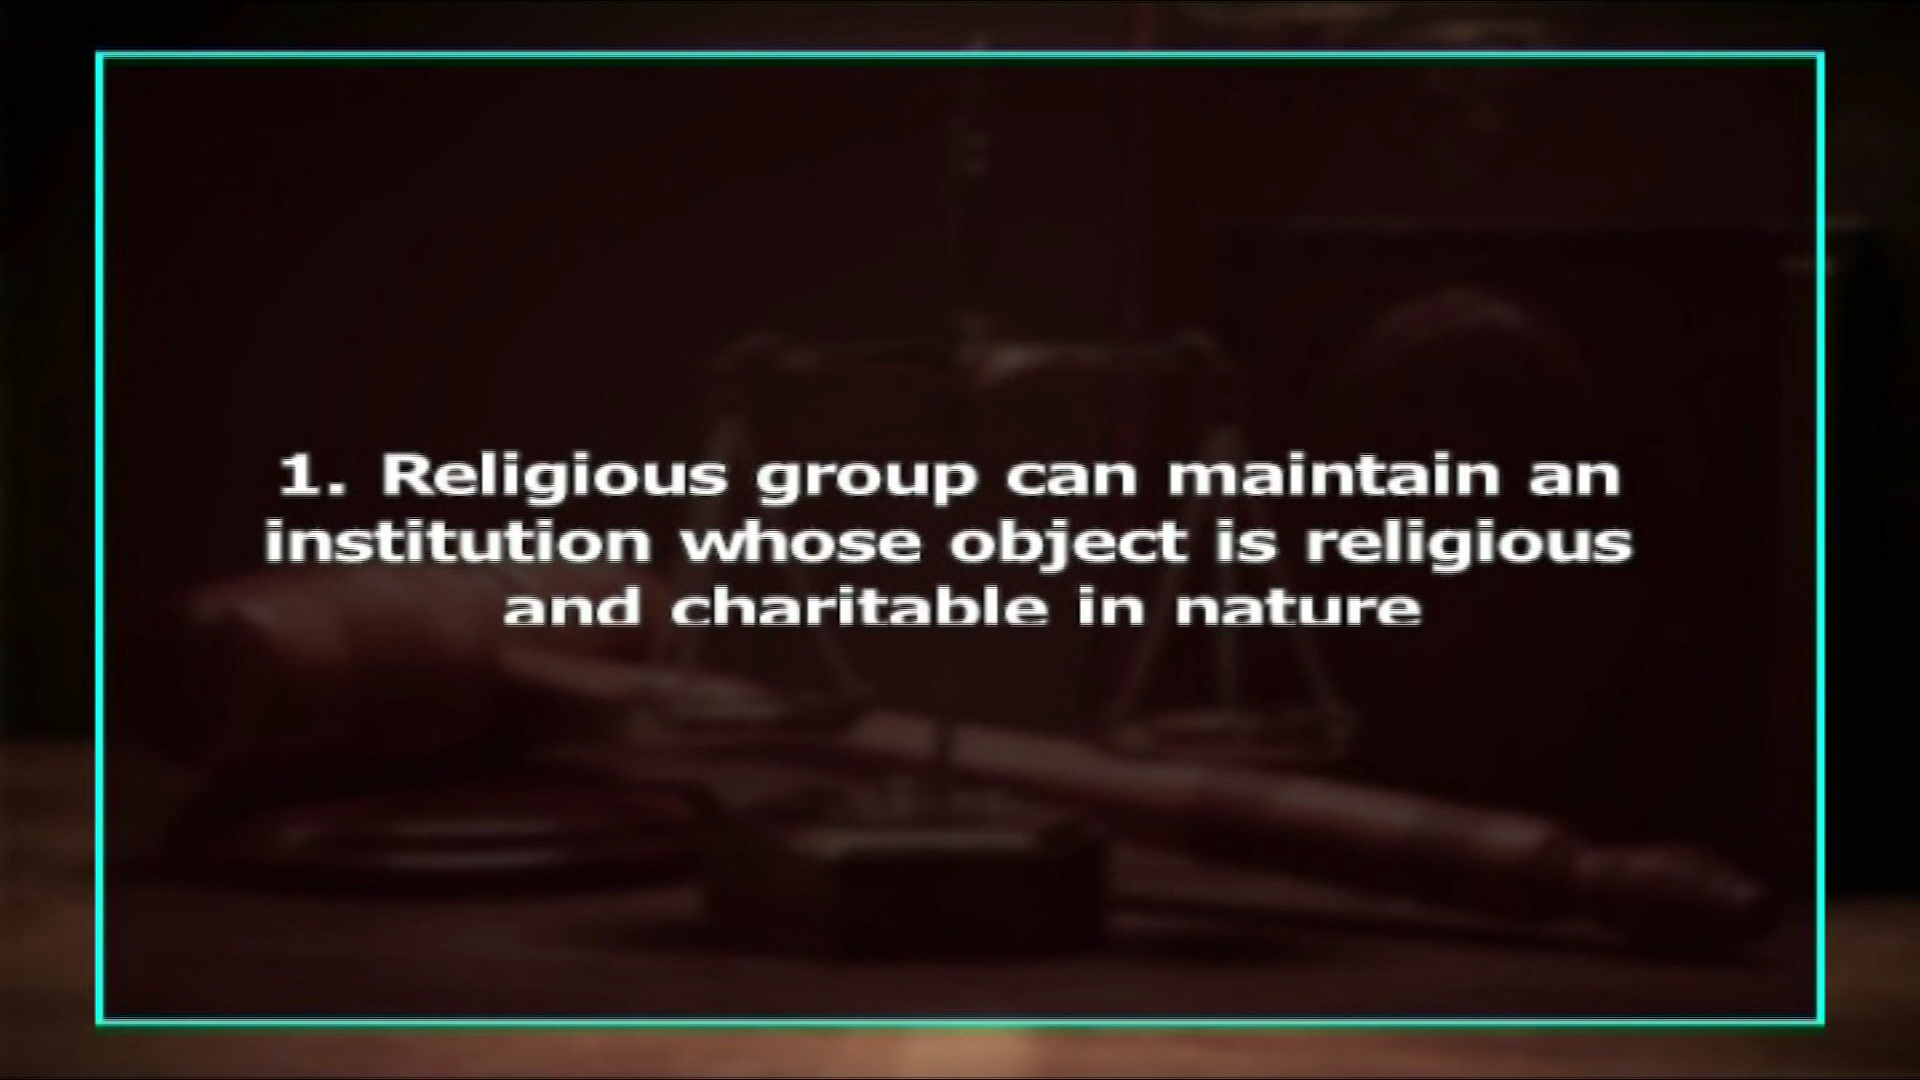 1. Religious group can maintain an
institution whose object is religious
and charitable in nature